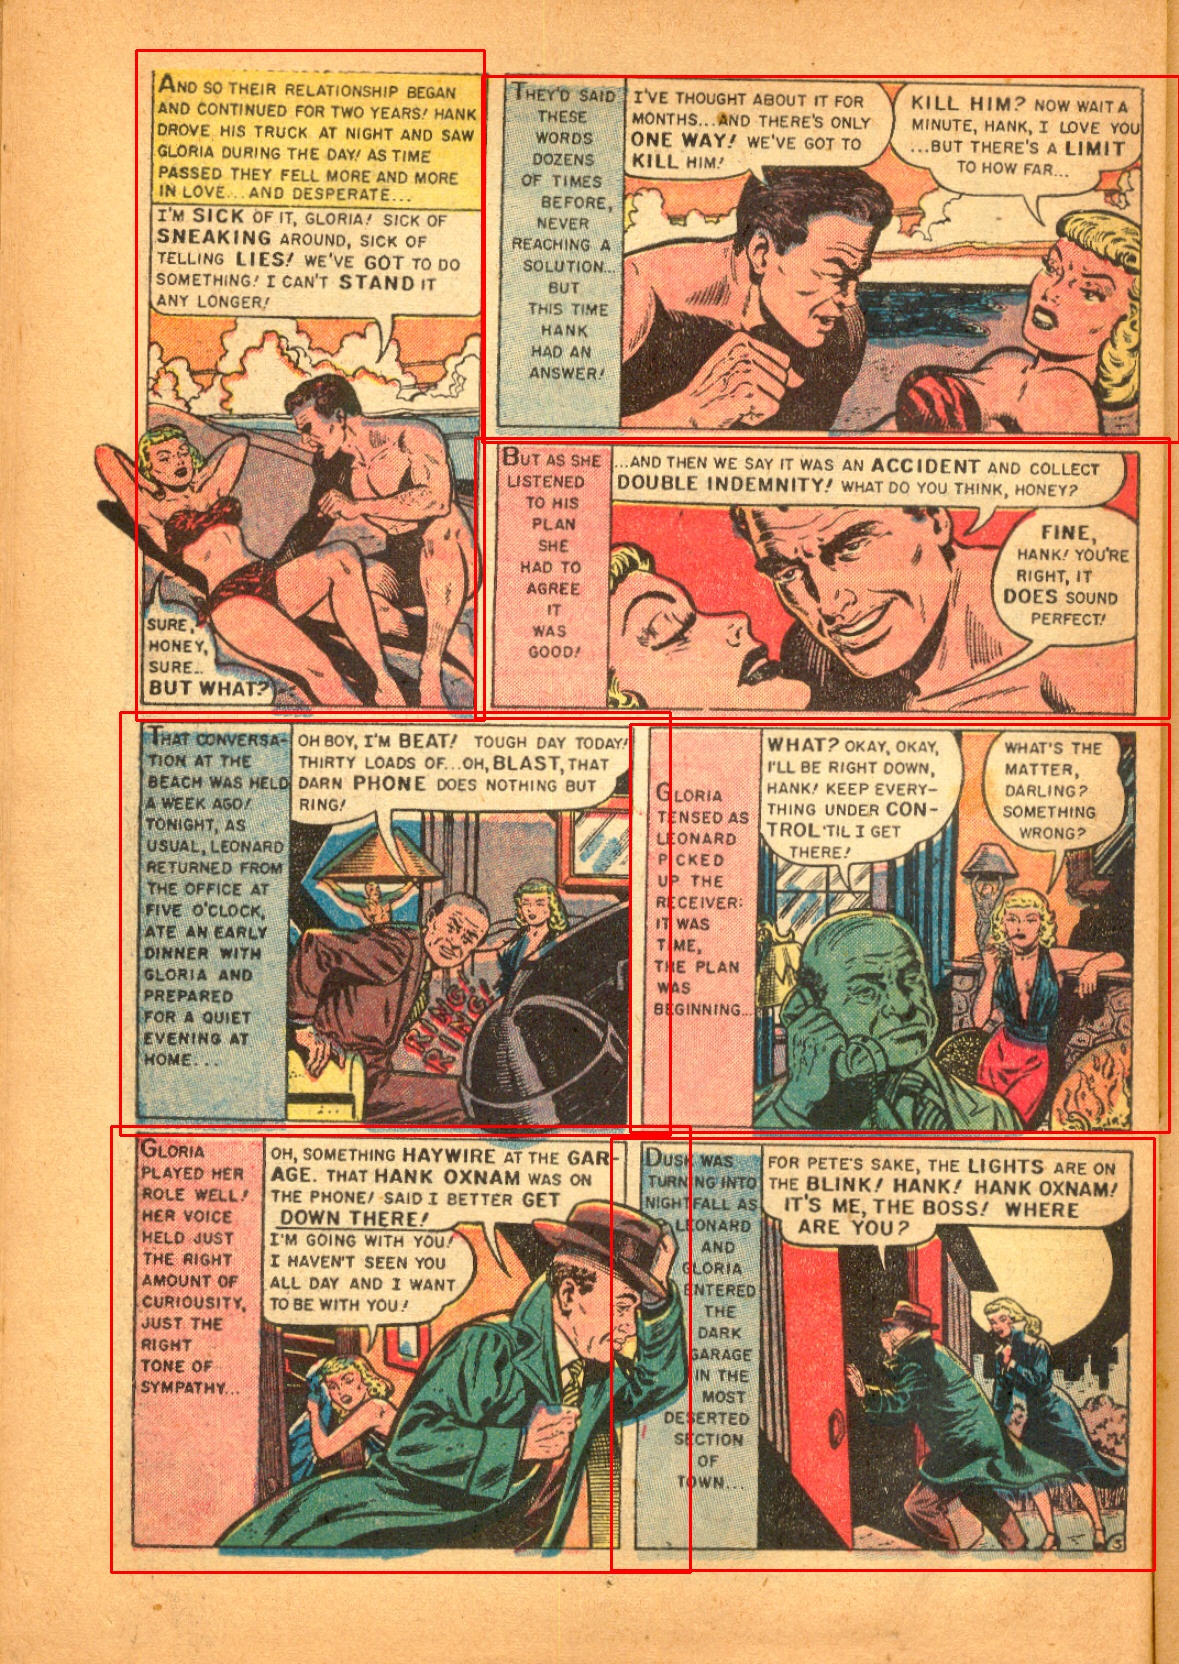 AND SO THEIR RELATIONSHIP BEGAN
AND CONTINUED FOR TWO YEARS! HANK
DROVE HIS TRUCK AT NIGHT AND SAW
GLORIA DURING THE DAY! AS TIME
PASSED THEY FELL MORE AND MORE
IN LOVE... AND DESPERATE...
I'M SICK OF IT, GLORIA! SICK OF
SNEAKING AROUND, SICK OF
TELLING LIES! WE'VE GOT TO DO
SOMETHING! I CAN'T STAND IT
ANY LONGER!
SURE,
HONEY,
SURE..
BUT WHAT?
THEY'D SAID
THESE
WORDS
DOZENS
OF TIMES
BEFORE,
NEVER
REACHING A
SOLUTION...
BUT
THIS TIME
HANK
HAD AN
ANSWER!
I'VE THOUGHT ABOUT IT FOR
MONTHS...AND THERE'S ONLY
ONE WAY! WE'VE GOT TO
KILL HIM!
KILL HIM? NOW WAIT A
MINUTE, HANK, I LOVE YOU
...BUT THERE'S A LIMIT
TO HOW FAR...
BUT AS SHE
LISTENED
TO HIS
PLAN
SHE
HAD TO
AGREE
IT
WAS
GOOD!
...AND THEN WE SAY IT WAS AN ACCIDENT AND COLLECT
DOUBLE INDEMNITY! WHAT DO YOU THINK, HONEY?
FINE,
HANK! YOU'RE
RIGHT, IT
DOES SOUND
PERFECT!
THAT CONVERSA-
TION AT THE
BEACH WAS HELD
A WEEK AGO!
TONIGHT, AS
USUAL, LEONARD
RETURNED FROM
THE OFFICE AT
FIVE O'CLOCK,
ATE AN EARLY
DINNER WITH
GLORIA AND
PREPARED
FOR A QUIET
EVENING AT
HOME...
OH BOY, I'M BEAT! TOUGH DAY TODAY!
THIRTY LOADS OF...OH, BLAST, THAT
DARN PHONE DOES NOTHING BUT
RING!
RING!
RING!
GLORIA
TENSED AS
LEONARD
PICKED
UP THE
RECEIVER:
IT WAS
TIME,
THE PLAN
WAS
BEGINNING...
WHAT? OKAY, OKAY,
I'LL BE RIGHT DOWN,
HANK! KEEP EVERY-
THING UNDER CON-
TROL 'TIL I GET
THERE!
WHAT'S THE
MATTER,
DARLING?
SOMETHING
WRONG?
GLORIA
PLAYED HER
ROLE WELL!
HER VOICE
HELD JUST
THE RIGHT
AMOUNT OF
CURIOUSITY,
JUST THE
RIGHT
TONE OF
SYMPATHY...
OH, SOMETHING HAYWIRE AT THE GAR-
AGE. THAT HANK OXNAM WAS ON
THE PHONE! SAID I BETTER GET
DOWN THERE!
I'M GOING WITH YOU!
I HAVEN'T SEEN YOU
ALL DAY AND I WANT
TO BE WITH YOU!
DUSK WAS
TURNING INTO
NIGHTFALL AS
LEONARD
AND
GLORIA
ENTERED
THE
DARK
GARAGE
IN THE
MOST
DESERTED
SECTION
OF
TOWN...
FOR PETE'S SAKE, THE LIGHTS ARE ON
THE BLINK! HANK! HANK OXNAM!
IT'S ME, THE BOSS! WHERE
ARE YOU?
5